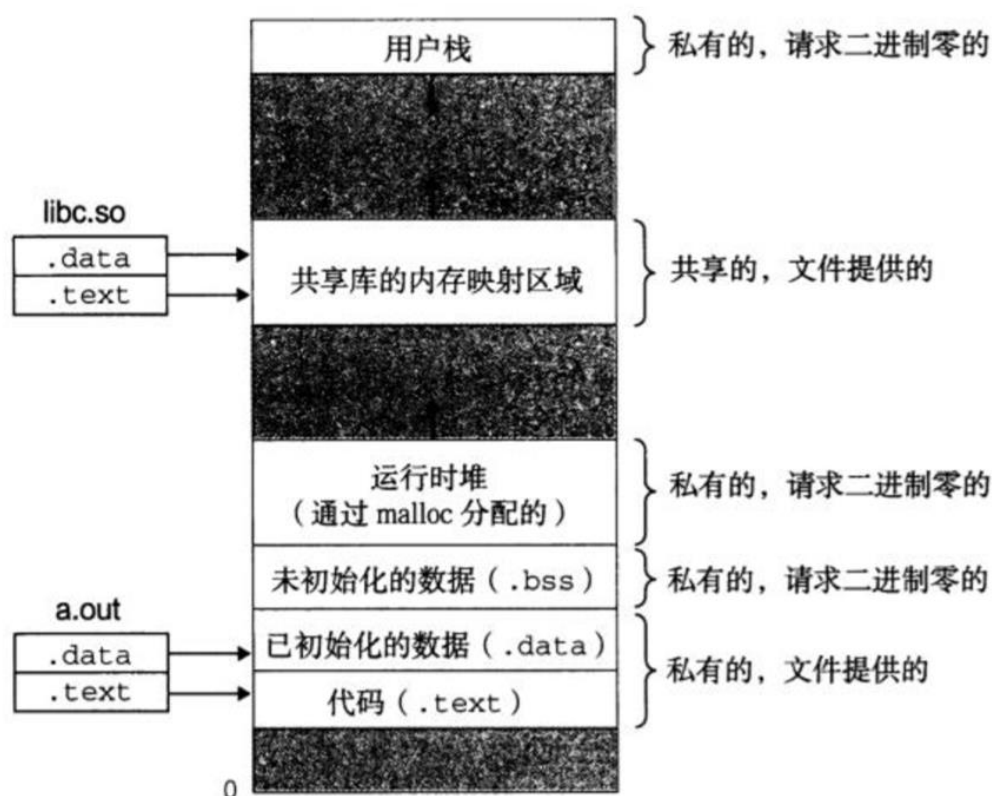 用户栈
私有的，请求二进制零的
libc.so
.data
.text
共享库的内存映射区域
共享的，文件提供的
运行时堆
（通过 malloc 分配的）
私有的，请求二进制零的
未初始化的数据（.bss）
私有的，请求二进制零的
a.out
.data
.text
已初始化的数据（.data）
代码（.text）
私有的，文件提供的
0